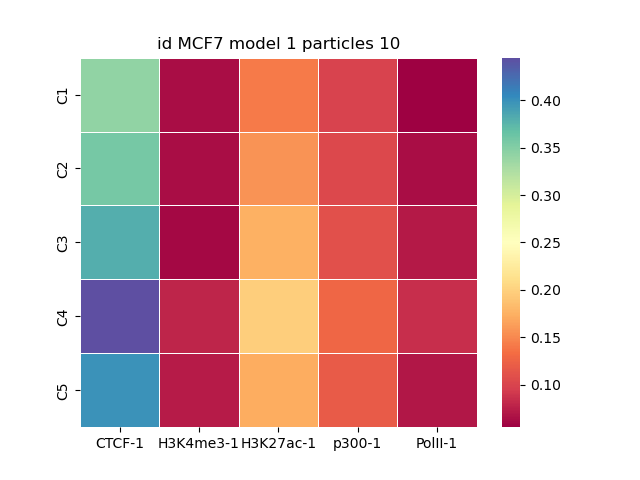 id MCF7 model 1 particles 10
C1
C2
C3
C4
C5
CTCF-1 H3K4me3-1 H3K27ac-1 p300-1 PolII-1
0.40
0.35
0.30
0.25
0.20
0.15
0.10